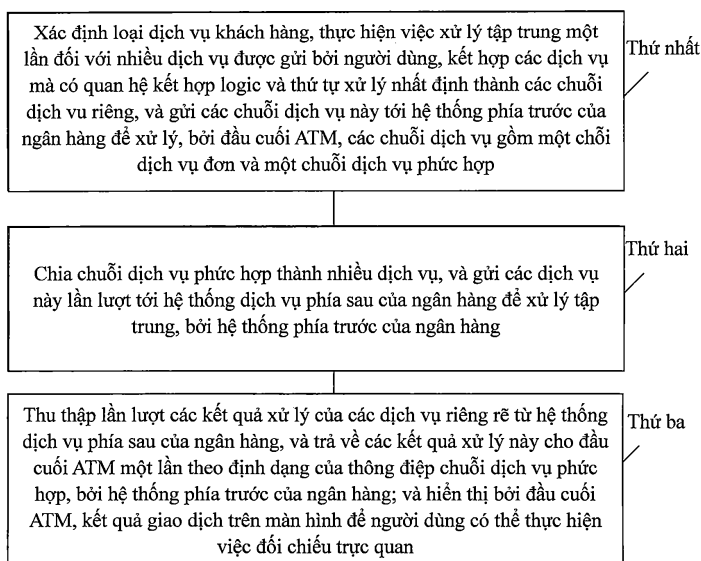 Xác định loại dịch vụ khách hàng, thực hiện việc xử lý tập trung một
lần đối với nhiều dịch vụ được gửi bởi người dùng, kết hợp các dịch vụ
mà có quan hệ kết hợp logic và thứ tự xử lý nhất định thành các chuỗi
dịch vu riêng, và gửi các chuỗi dịch vụ này tới hệ thống phía trước của
ngân hàng để xử lý, bởi đầu cuối ATM, các chuỗi dịch vụ gồm một chỗi
dịch vụ đơn và một chuỗi dịch vụ phức hợp
Thứ nhất
Chia chuỗi dịch vụ phức hợp thành nhiều dịch vụ, và gửi các dịch vụ
này lần lượt tới hệ thống dịch vụ phía sau của ngân hàng để xử lý tập
trung, bởi hệ thống phía trước của ngân hàng
Thứ hai
Thu thập lần lượt các kết quả xử lý của các dịch vụ riêng rẽ từ hệ thống
dịch vụ phía sau của ngân hàng, và trả về các kết quả xử lý này cho đầu
cuối ATM một lần theo định dạng của thông điệp chuỗi dịch vụ phức
hợp, bởi hệ thống phía trước của ngân hàng; và hiển thị bởi đầu cuối
ATM, kết quả giao dịch trên màn hình để người dùng có thể thực hiện
việc đối chiếu trực quan
Thứ ba